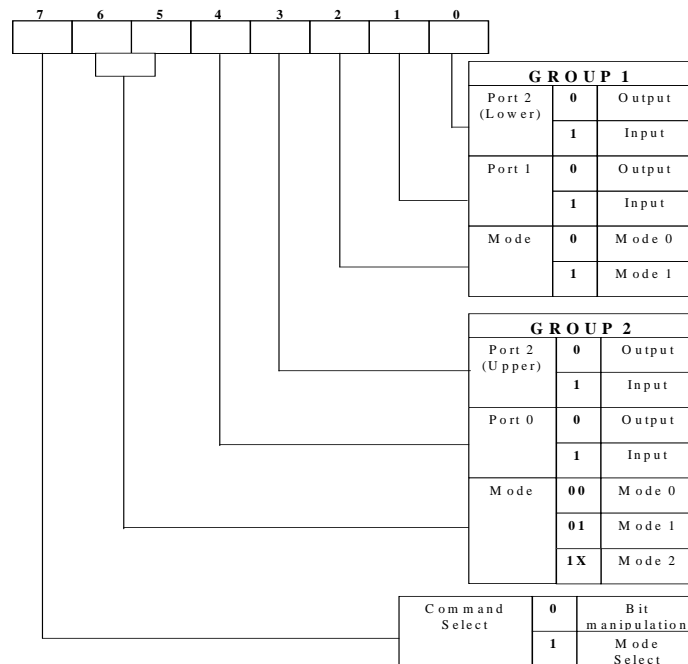 7 6 5 4 3 2 1 0
GROUP 1
Port 2 0 Output
(Lower)
1 Input
Port 1 0 Output
1 Input
Mode 0 Mode 0
1 Mode 1
GROUP 2
Port 2 0 Output
(Upper)
1 Input
Port 0 0 Output
1 Input
Mode 00 Mode 0
01 Mode 1
1X Mode 2
Command 0 Bit
Select manipulation
1 Mode
Select